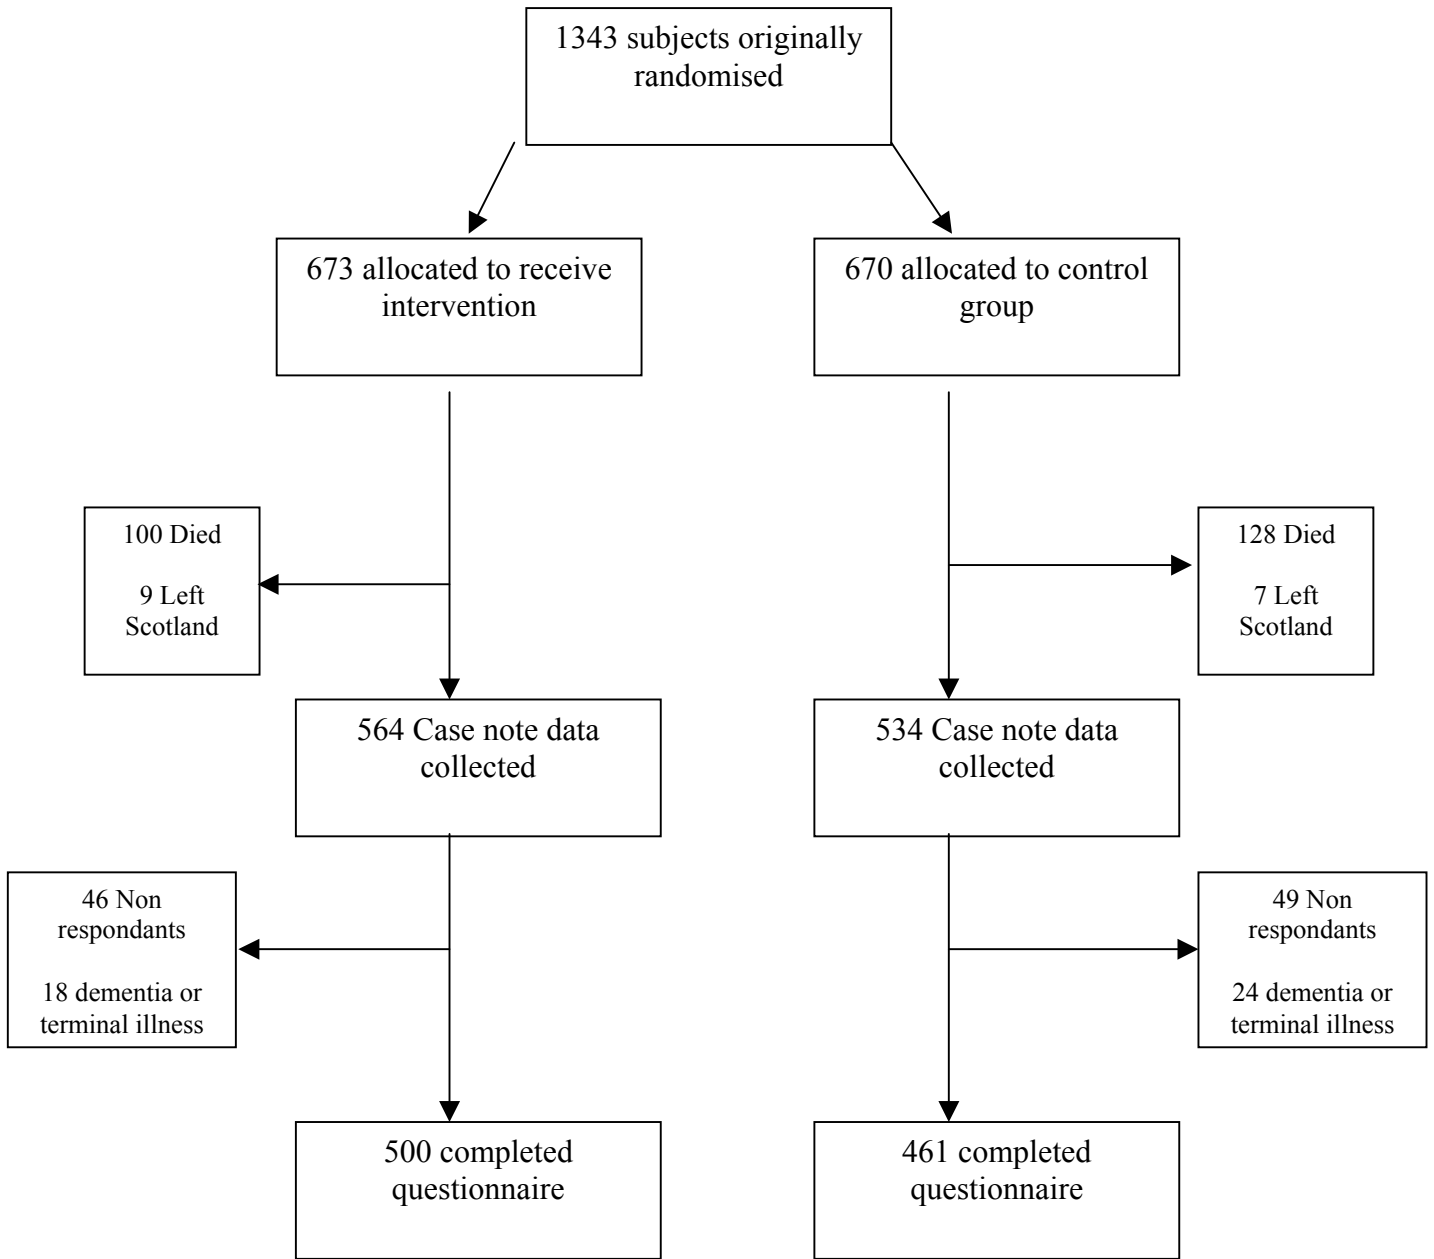 1343 subjects originally
randomised
673 allocated to receive
intervention
670 allocated to control
group
100 Died
9 Left
Scotland
128 Died
7 Left
Scotland
564 Case note data
collected
534 Case note data
collected
46 Non
respondants
18 dementia or
terminal illness
49 Non
respondants
24 dementia or
terminal illness
500 completed
questionnaire
461 completed
questionnaire